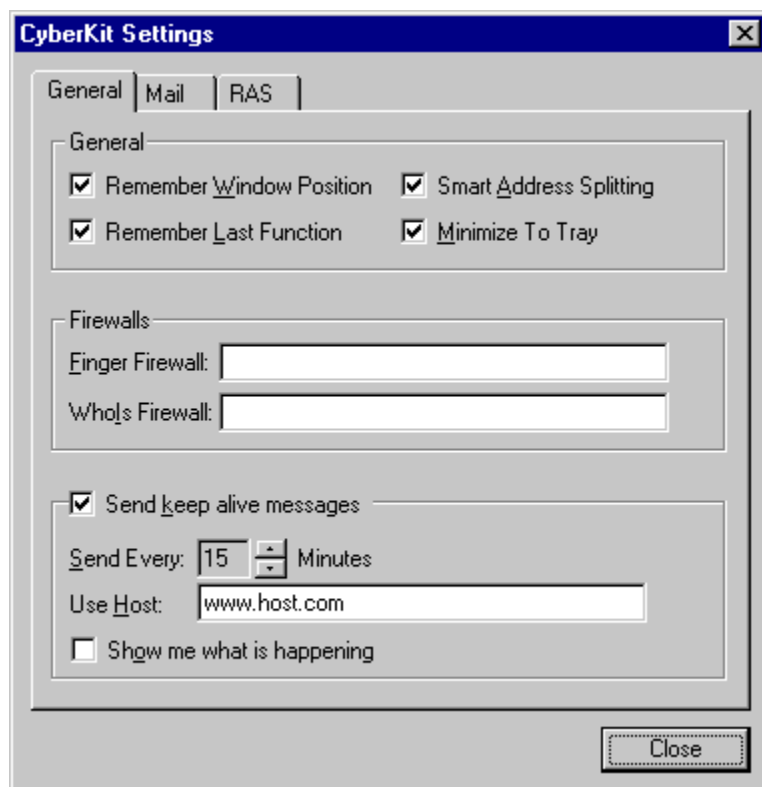 CyberKit Settings
General Mail RAS
General
Remember Window Position Smart Address Splitting
Remember Last Function Minimize To Tray
Firewalls
Finger Firewall:
WhoIs Firewall:
Send keep alive messages
Send Every: 15 Minutes
Use Host: www.host.com
Show me what is happening
Close